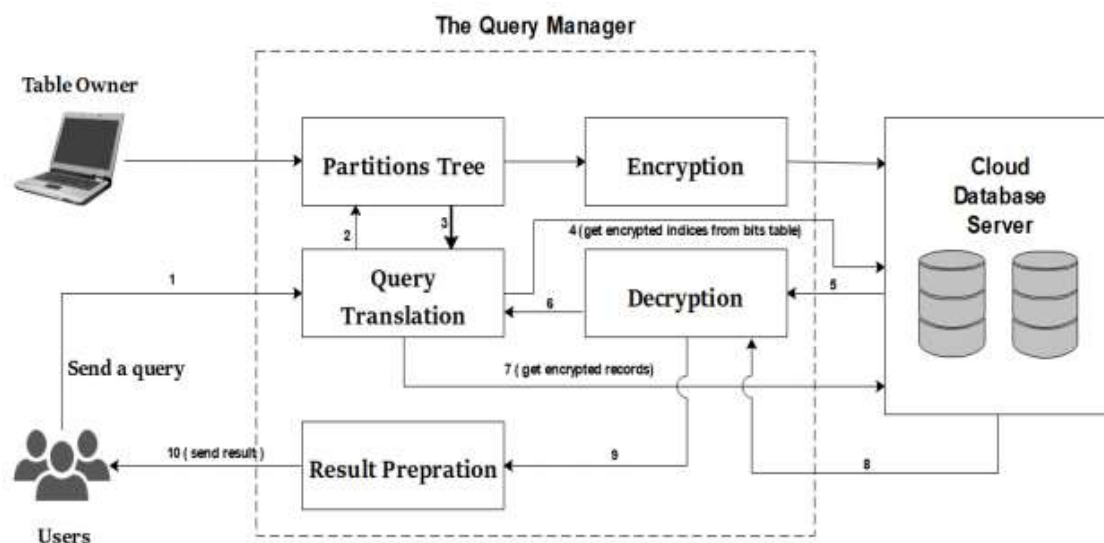 The Query Manager
Table Owner
Partitions Tree
Encryption
Cloud
Database
Server
2
3
4 (get encrypted indices from bits table)
1
Query
Translation
6
Decryption
5
Send a query
7 ( get encrypted records)
10 ( send result )
Result Prepration
9
8
Users